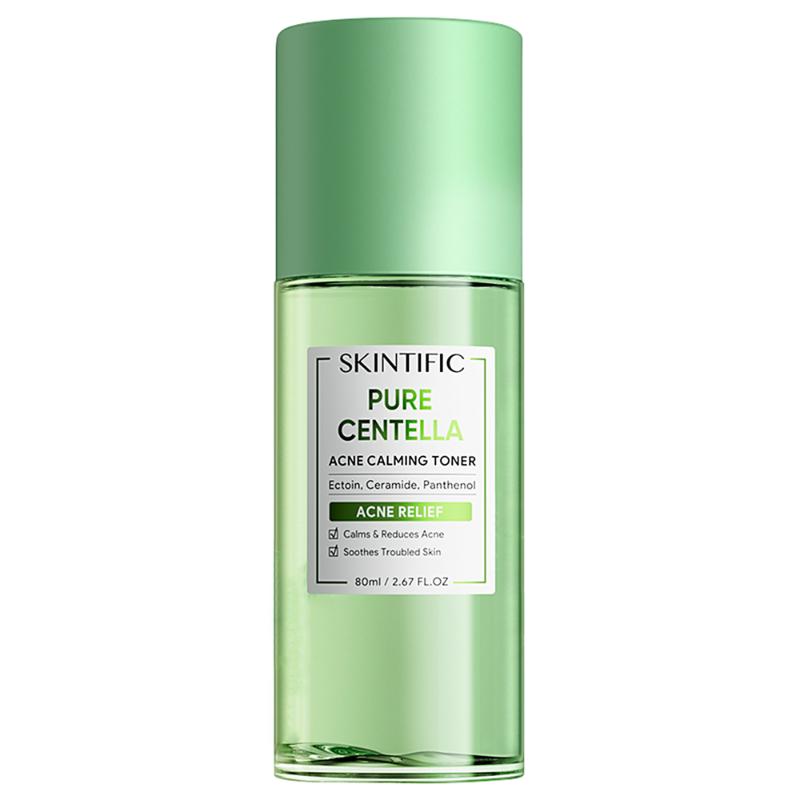 SKINTIFIC
PURE
CENTELLA
ACNE CALMING TONER
Ectoin, Ceramide, Panthenol
ACNE RELIEF
Calms & Reduces Acne
Soothes Troubled Skin
80ml / 2.67 FL.OZ